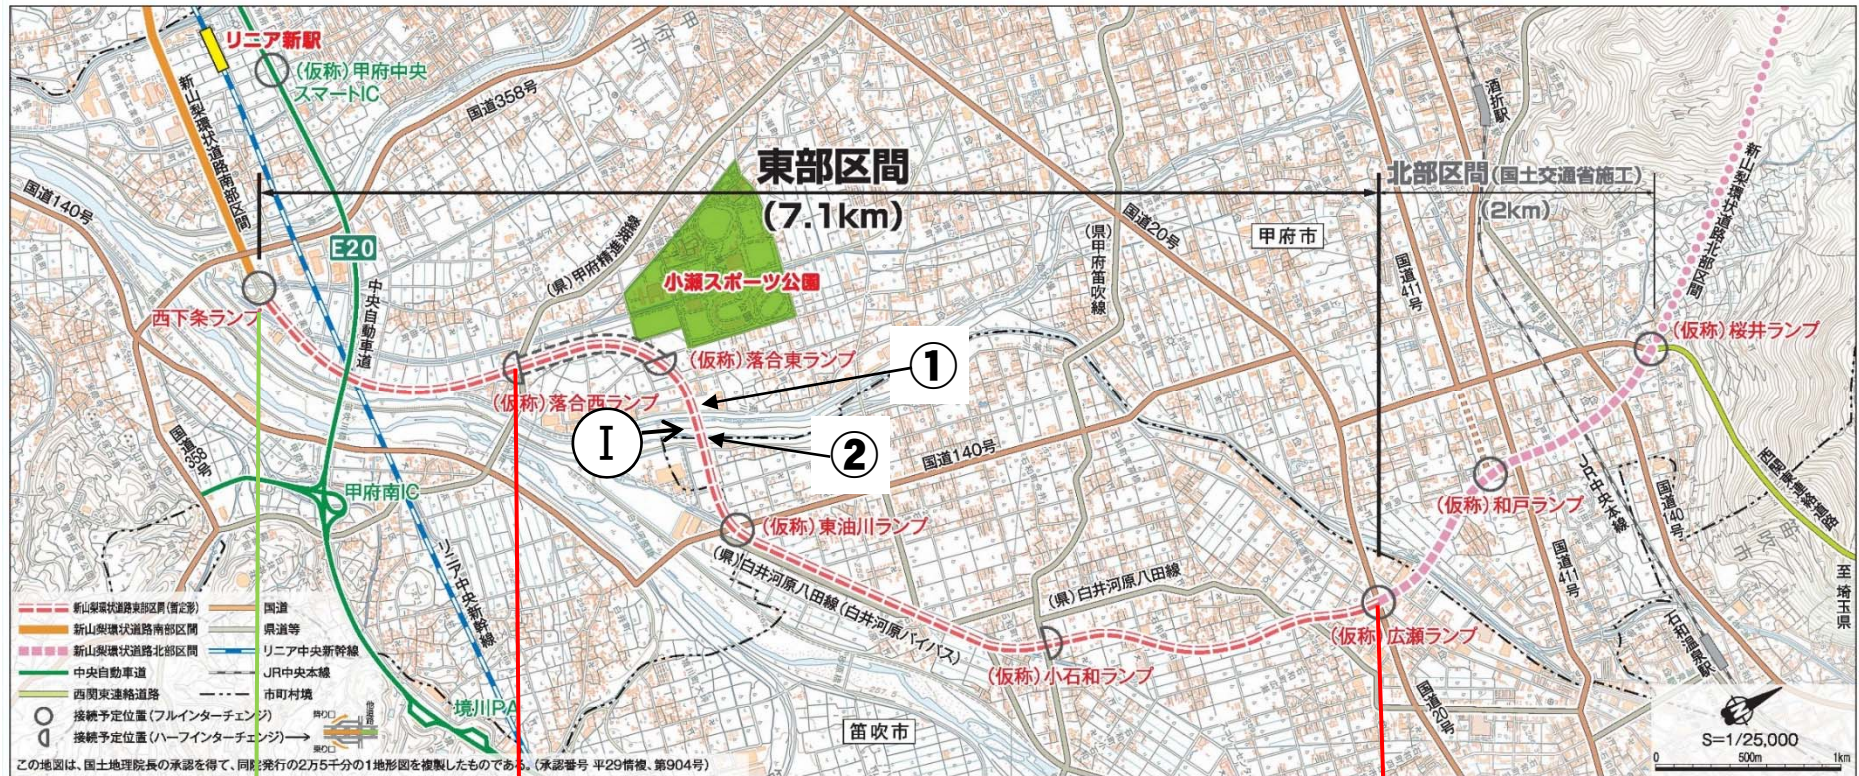 リニア新駅
(仮称)甲府中央
スマートIC
新山梨環状道路南部区間
国道358号
国道140号
E20
中央自動車道
西下条ランプ
(県)甲府精進湖線
東部区間
(7.1km)
小瀬スポーツ公園
国道20号
(県)甲府笛吹線
甲府市
北部区間(国土交通省施工)
(2km)
酒折駅
新山梨環状道路北部区間
国道411号
(仮称)桜井ランプ
(仮称)落合東ランプ
①
(仮称)落合西ランプ
Ⅰ
②
国道140号
国道358号
甲府南IC
リニア中央新幹線
(仮称)東油川ランプ
(県)白井河原八田線(白井河原バイパス)
(県)白井河原八田線
(仮称)小石和ランプ
(仮称)広瀬ランプ
(仮称)和戸ランプ
JR中央本線
国道140号
国道411号
西関東連絡道路
至埼玉県
石和温泉駅
国道20号
笛吹市
境川PA
新山梨環状道路東部区間(暫定形)
国道
新山梨環状道路南部区間
県道等
新山梨環状道路北部区間
リニア中央新幹線
中央自動車道
JR中央本線
西関東連絡道路
市町村境
接続予定位置(フルインターチェンジ)
接続予定位置(ハーフインターチェンジ)
降り口
他道路
乗り口
S=1/25,000
0 500m 1km
この地図は、国土地理院長の承認を得て、同院発行の2万5千分の1地形図を複製したものである。(承認番号 平29情複、第904号)